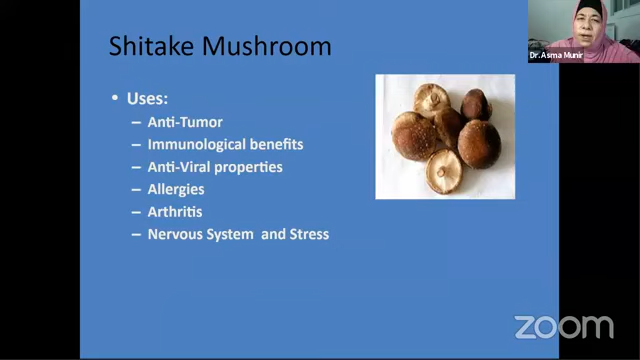 Shitake Mushroom
Dr. Asma Munir
• Uses:
– Anti-Tumor
– Immunological benefits
– Anti-Viral properties
– Allergies
– Arthritis
– Nervous System and Stress
zoom